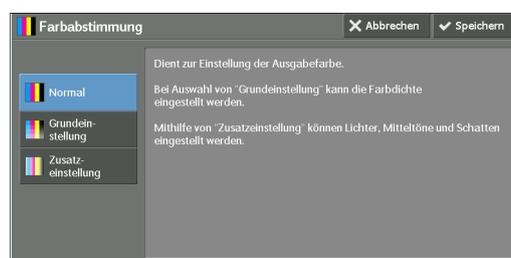 Farbabstimmung
Abbrechen
Speichern
Normal
Grundein-
stellung
Zusatz-
einstellung
Dient zur Einstellung der Ausgabefarbe.
Bei Auswahl von "Grundeinstellung" kann die Farbdichte
eingestellt werden.
Mithilfe von "Zusatzeinstellung" können Lichter, Mitteltöne und Schatten
eingestellt werden.